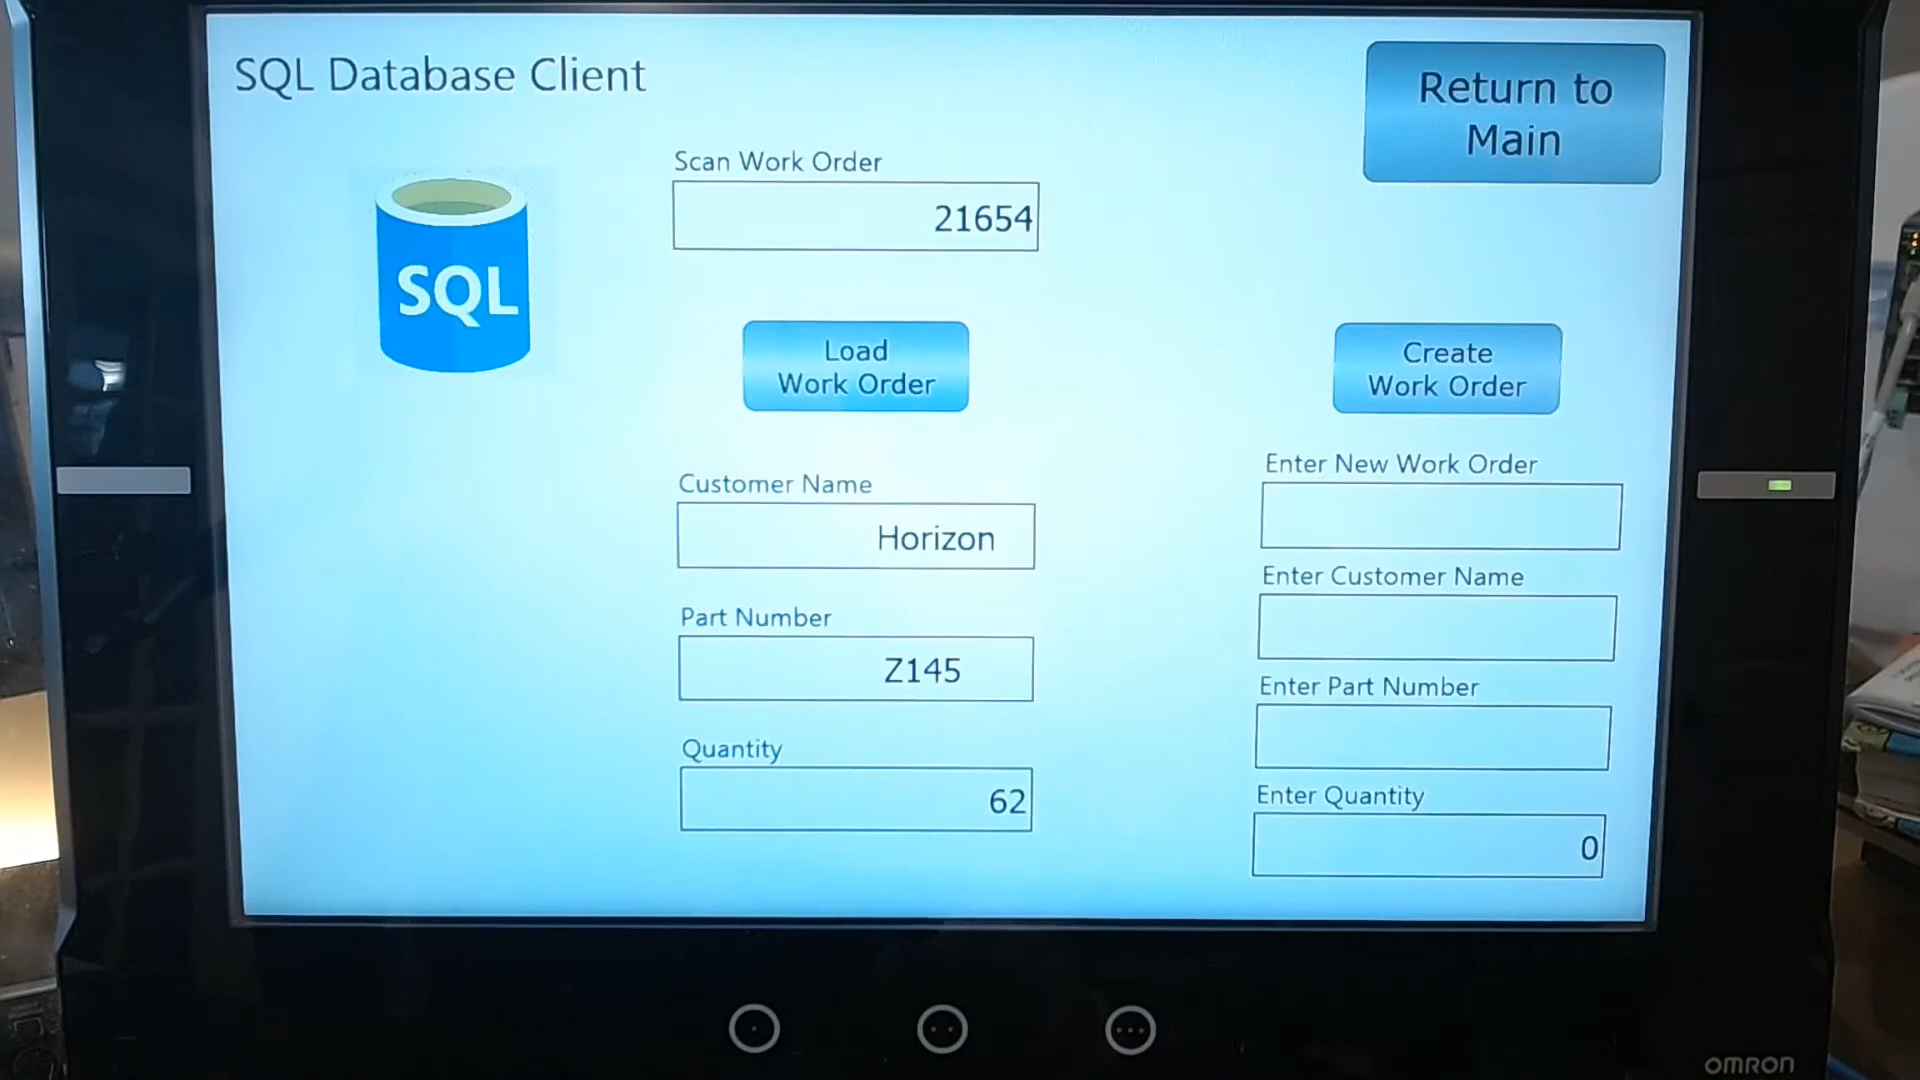 SQL Database Client
Return to
Main
Scan Work Order
21654
SQL
Load
Work Order
Create
Work Order
Customer Name
Horizon
Part Number
Z145
Quantity
62
Enter New Work Order
Enter Customer Name
Enter Part Number
Enter Quantity
0
OMRON